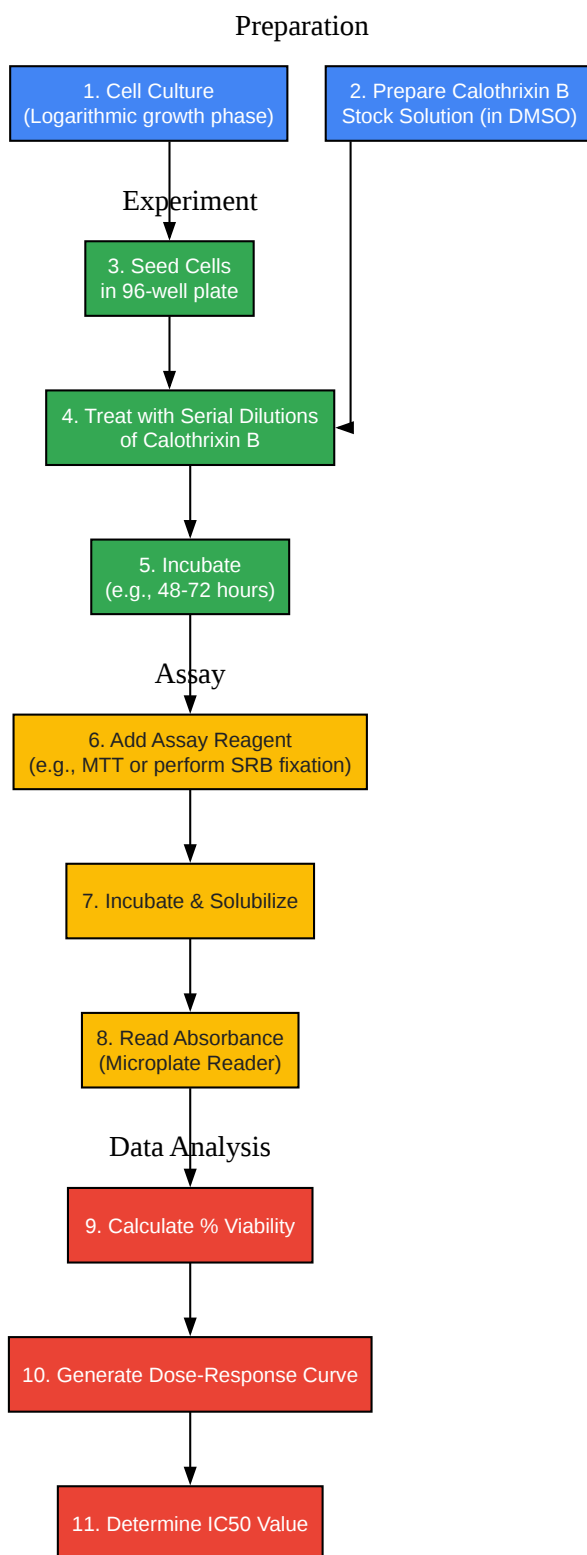 Preparation
1. Cell Culture
(Logarithmic growth phase)
2. Prepare Calothrixin B
Stock Solution (in DMSO)
Experiment
3. Seed Cells
in 96-well plate
4. Treat with Serial Dilutions
of Calothrixin B
5. Incubate
(e.g., 48-72 hours)
Assay
6. Add Assay Reagent
(e.g., MTT or perform SRB fixation)
7. Incubate & Solubilize
8. Read Absorbance
(Microplate Reader)
Data Analysis
9. Calculate % Viability
10. Generate Dose-Response Curve
11. Determine IC50 Value